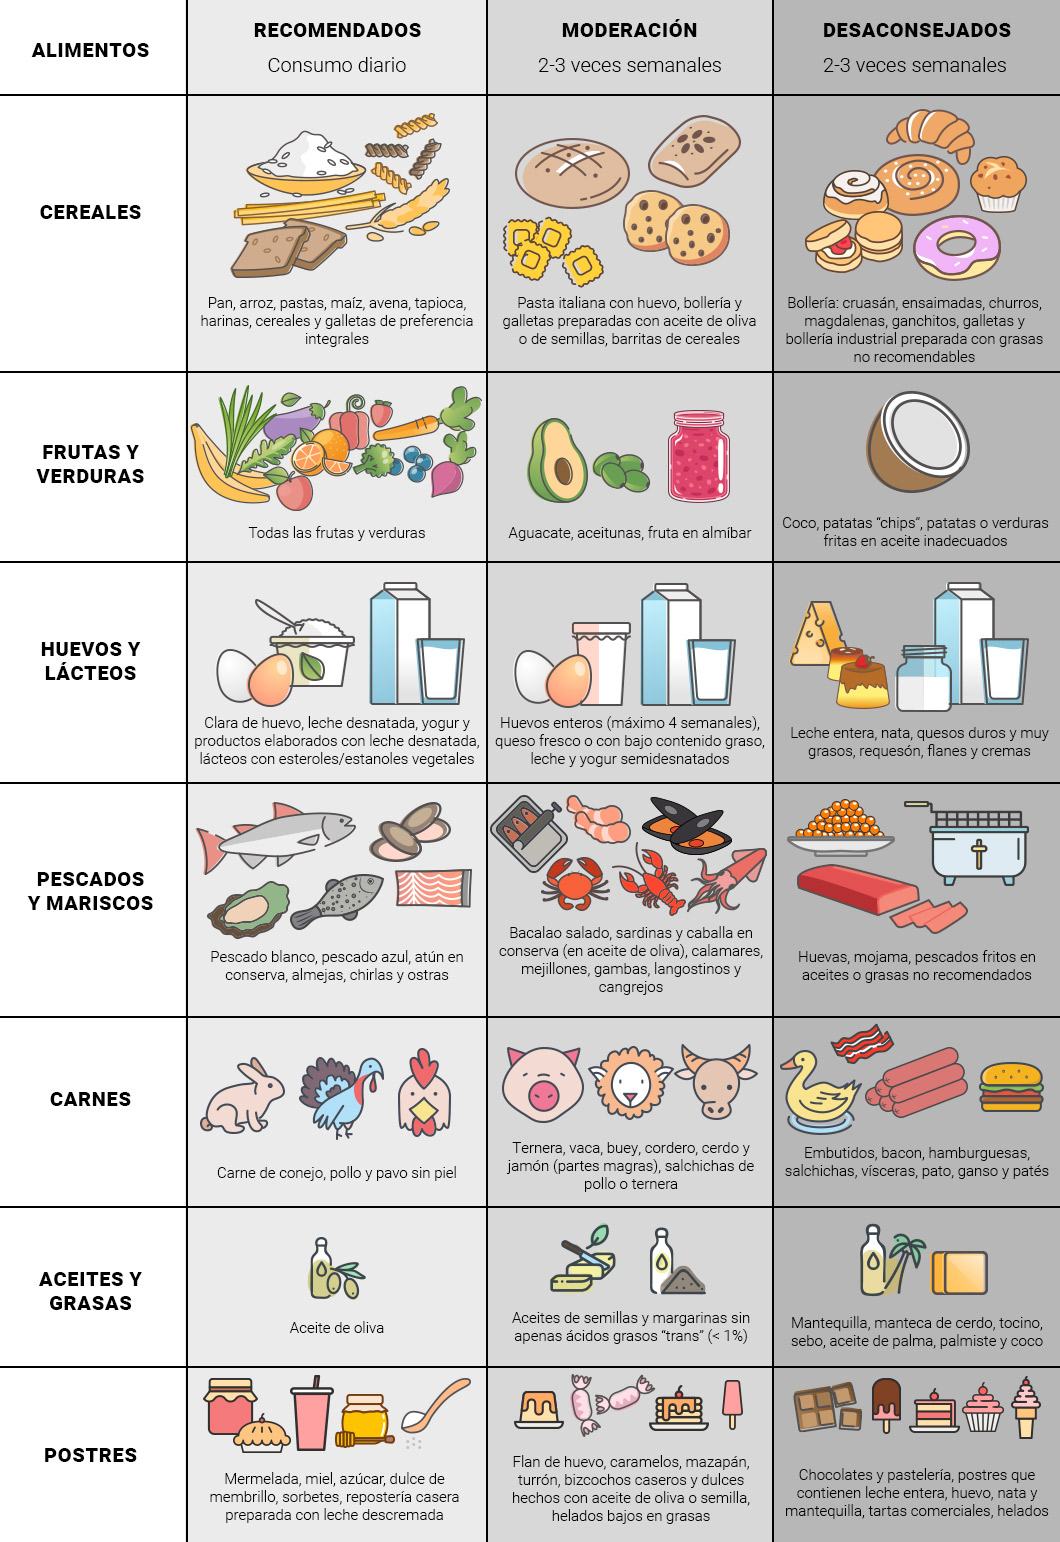 ALIMENTOS
RECOMENDADOS
Consumo diario
MODERACIÓN
2-3 veces semanales
DESACONSEJADOS
2-3 veces semanales
CEREALES
Pan, arroz, pastas, maíz, avena, tapioca,
harinas, cereales y galletas de preferencia
integrales
Pasta italiana con huevo, bollería y
galletas preparadas con aceite de oliva
o de semillas, barritas de cereales
Bollería: cruasán, ensaimadas, churros,
magdalenas, ganchitos, galletas y
bollería industrial preparada con grasas
no recomendables
FRUTAS Y
VERDURAS
Todas las frutas y verduras
Aguacate, aceitunas, fruta en almíbar
Coco, patatas “chips”, patatas o verduras
fritas en aceite inadecuados
HUEVOS Y
LÁCTEOS
Clara de huevo, leche desnatada, yogur y
productos elaborados con leche desnatada,
lácteos con esteroles/estanoles vegetales
Huevos enteros (máximo 4 semanales),
queso fresco o con bajo contenido graso,
leche y yogur semidesnatados
Leche entera, nata, quesos duros y muy
grasos, requesón, flanes y cremas
PESCADOS
Y MARISCOS
Pescado blanco, pescado azul, atún en
conserva, almejas, chirlas y ostras
Bacalao salado, sardinas y caballa en
conserva (en aceite de oliva), calamares,
mejillones, gambas, langostinos y
cangrejos
Huevas, mojama, pescados fritos en
aceites o grasas no recomendados
CARNES
Carne de conejo, pollo y pavo sin piel
Ternera, vaca, buey, cordero, cerdo y
jamón (partes magras), salchichas de
pollo o ternera
Embutidos, bacon, hamburguesas,
salchichas, vísceras, pato, ganso y patés
ACEITES Y
GRASAS
Aceite de oliva
Aceites de semillas y margarinas sin
apenas ácidos grasos “trans” (< 1%)
Mantequilla, manteca de cerdo, tocino,
sebo, aceite de palma, palmiste y coco
POSTRES
Mermelada, miel, azúcar, dulce de
membrillo, sorbetes, repostería casera
preparada con leche descremada
Flan de huevo, caramelos, mazapán,
turrón, bizcochos caseros y dulces
hechos con aceite de oliva o semilla,
helados bajos en grasas
Chocolates y pastelería, postres que
contienen leche entera, huevo, nata y
mantequilla, tartas comerciales, helados